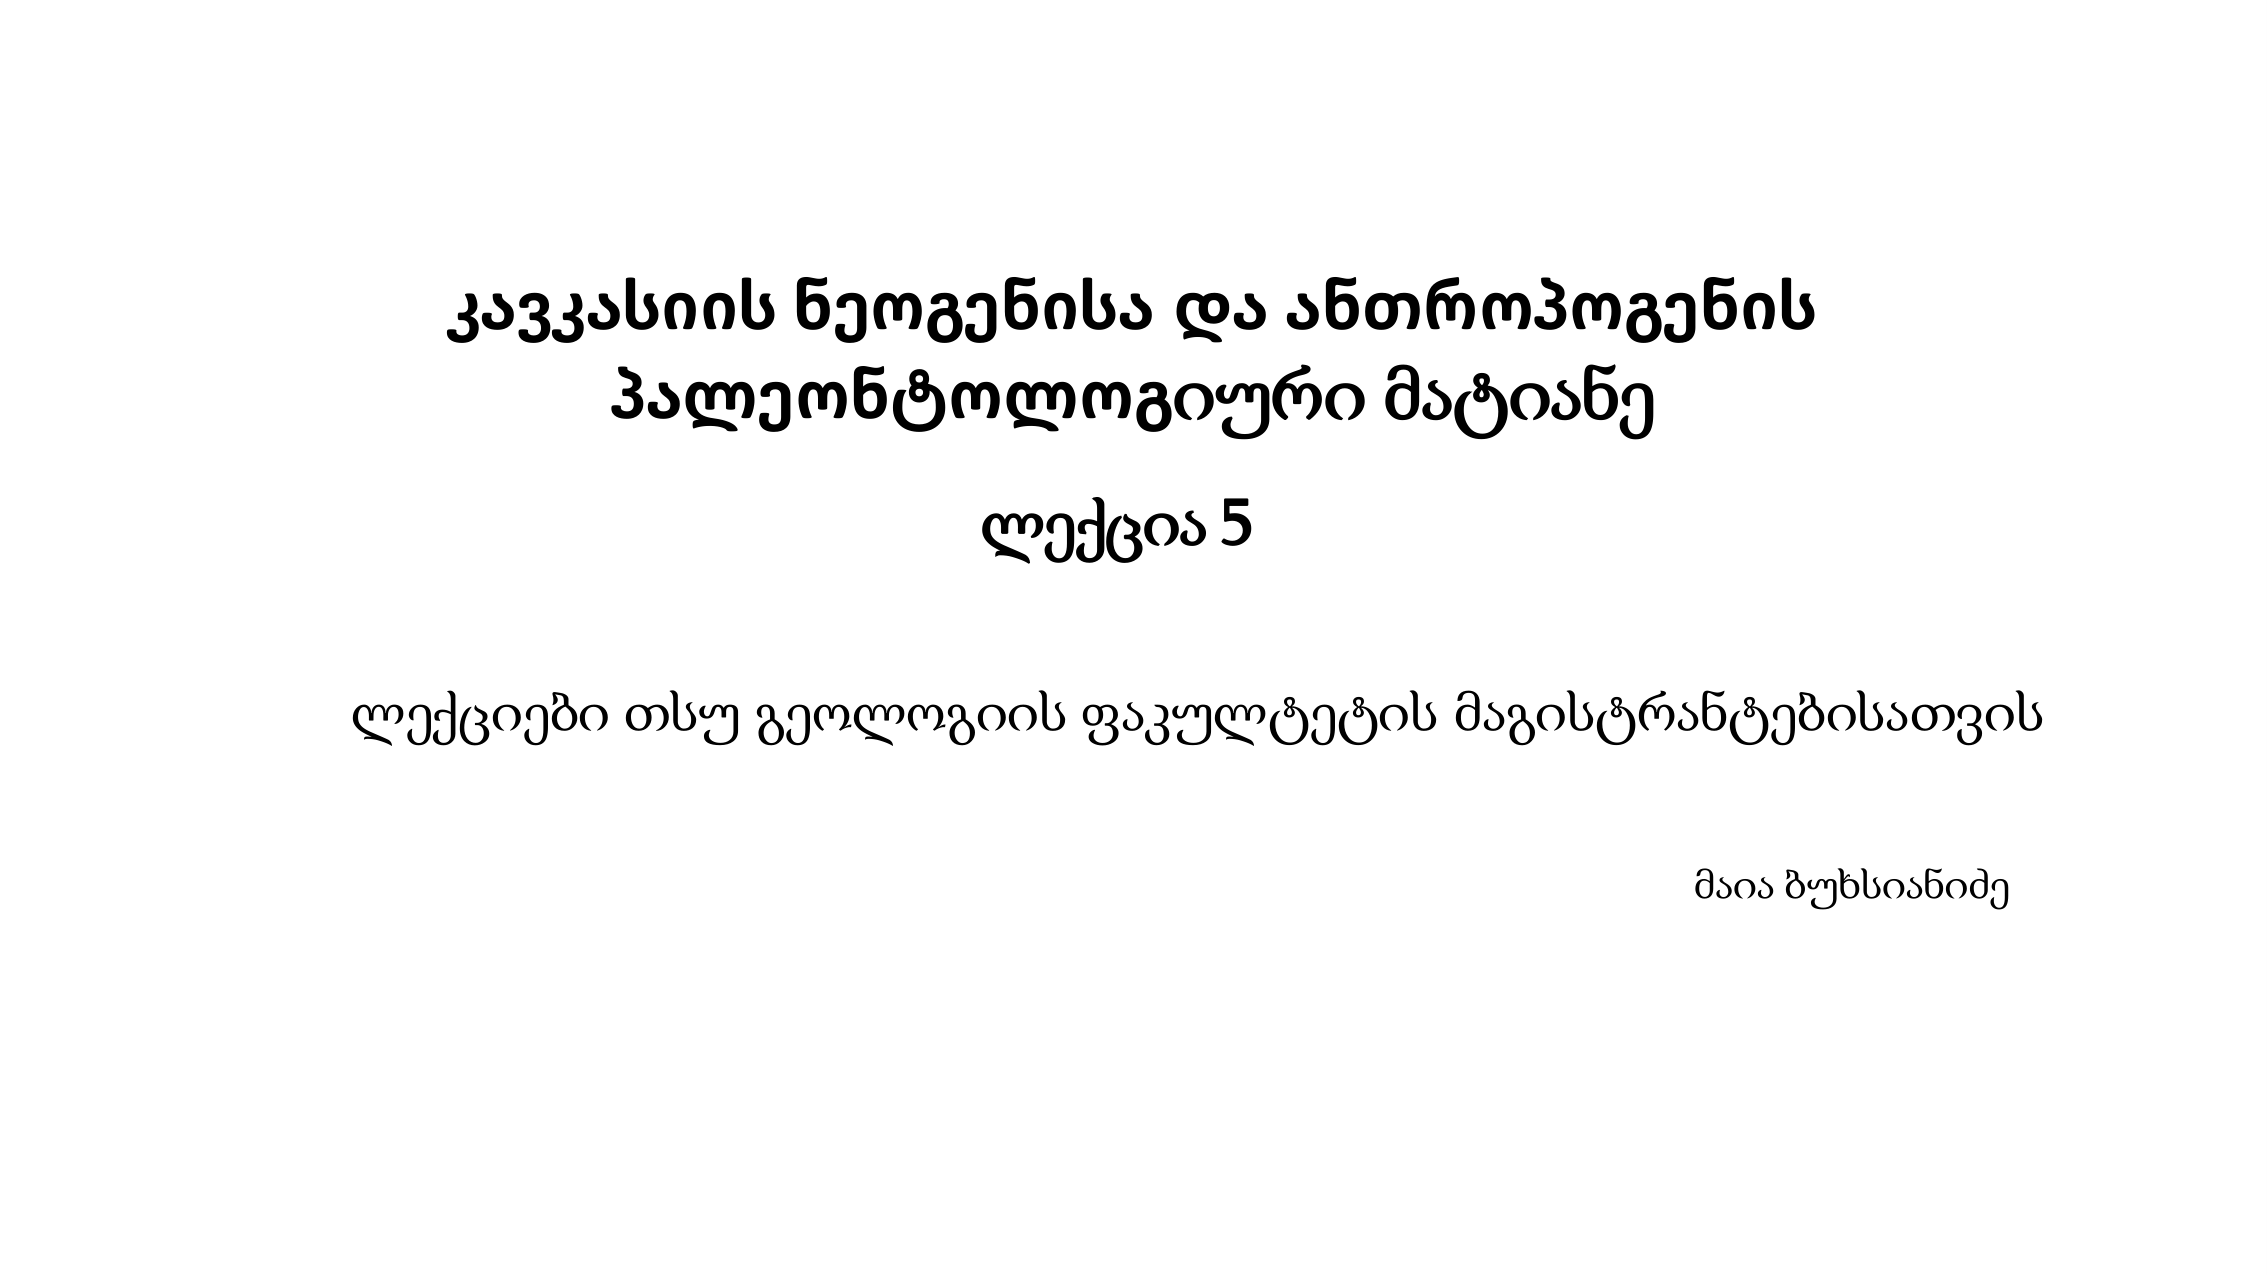 კავკასიის ნეოგენისა და ანთროპოგენის
პალეონტოლოგიური მატიანე
ლექცია 5
ლექციები თსუ გეოლოგიის ფაკულტეტის მაგისტრანტებისათვის
მაია ბუხსიანიძე